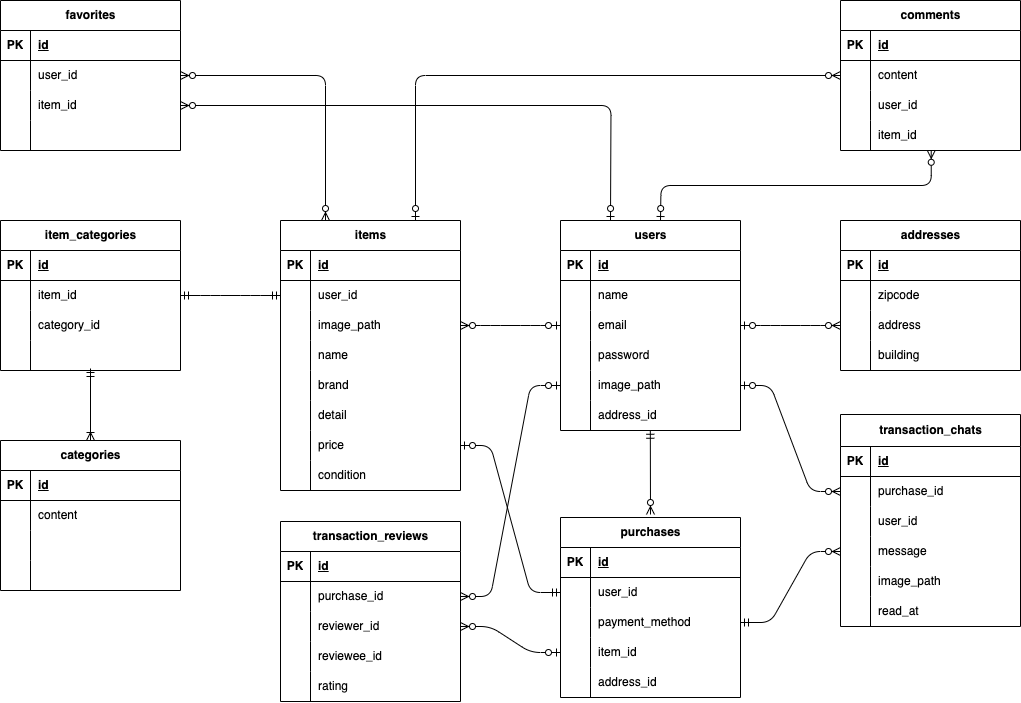 favorites
PK id
user_id
item_id
comments
PK id
content
user_id
item_id
item_categories
PK id
item_id
category_id
items
PK id
user_id
image_path
name
brand
detail
price
condition
users
PK id
name
email
password
image_path
address_id
addresses
PK id
zipcode
address
building
categories
PK id
content
transaction_reviews
PK id
purchase_id
reviewer_id
reviewee_id
rating
purchases
PK id
user_id
payment_method
item_id
address_id
transaction_chats
PK id
purchase_id
user_id
message
image_path
read_at